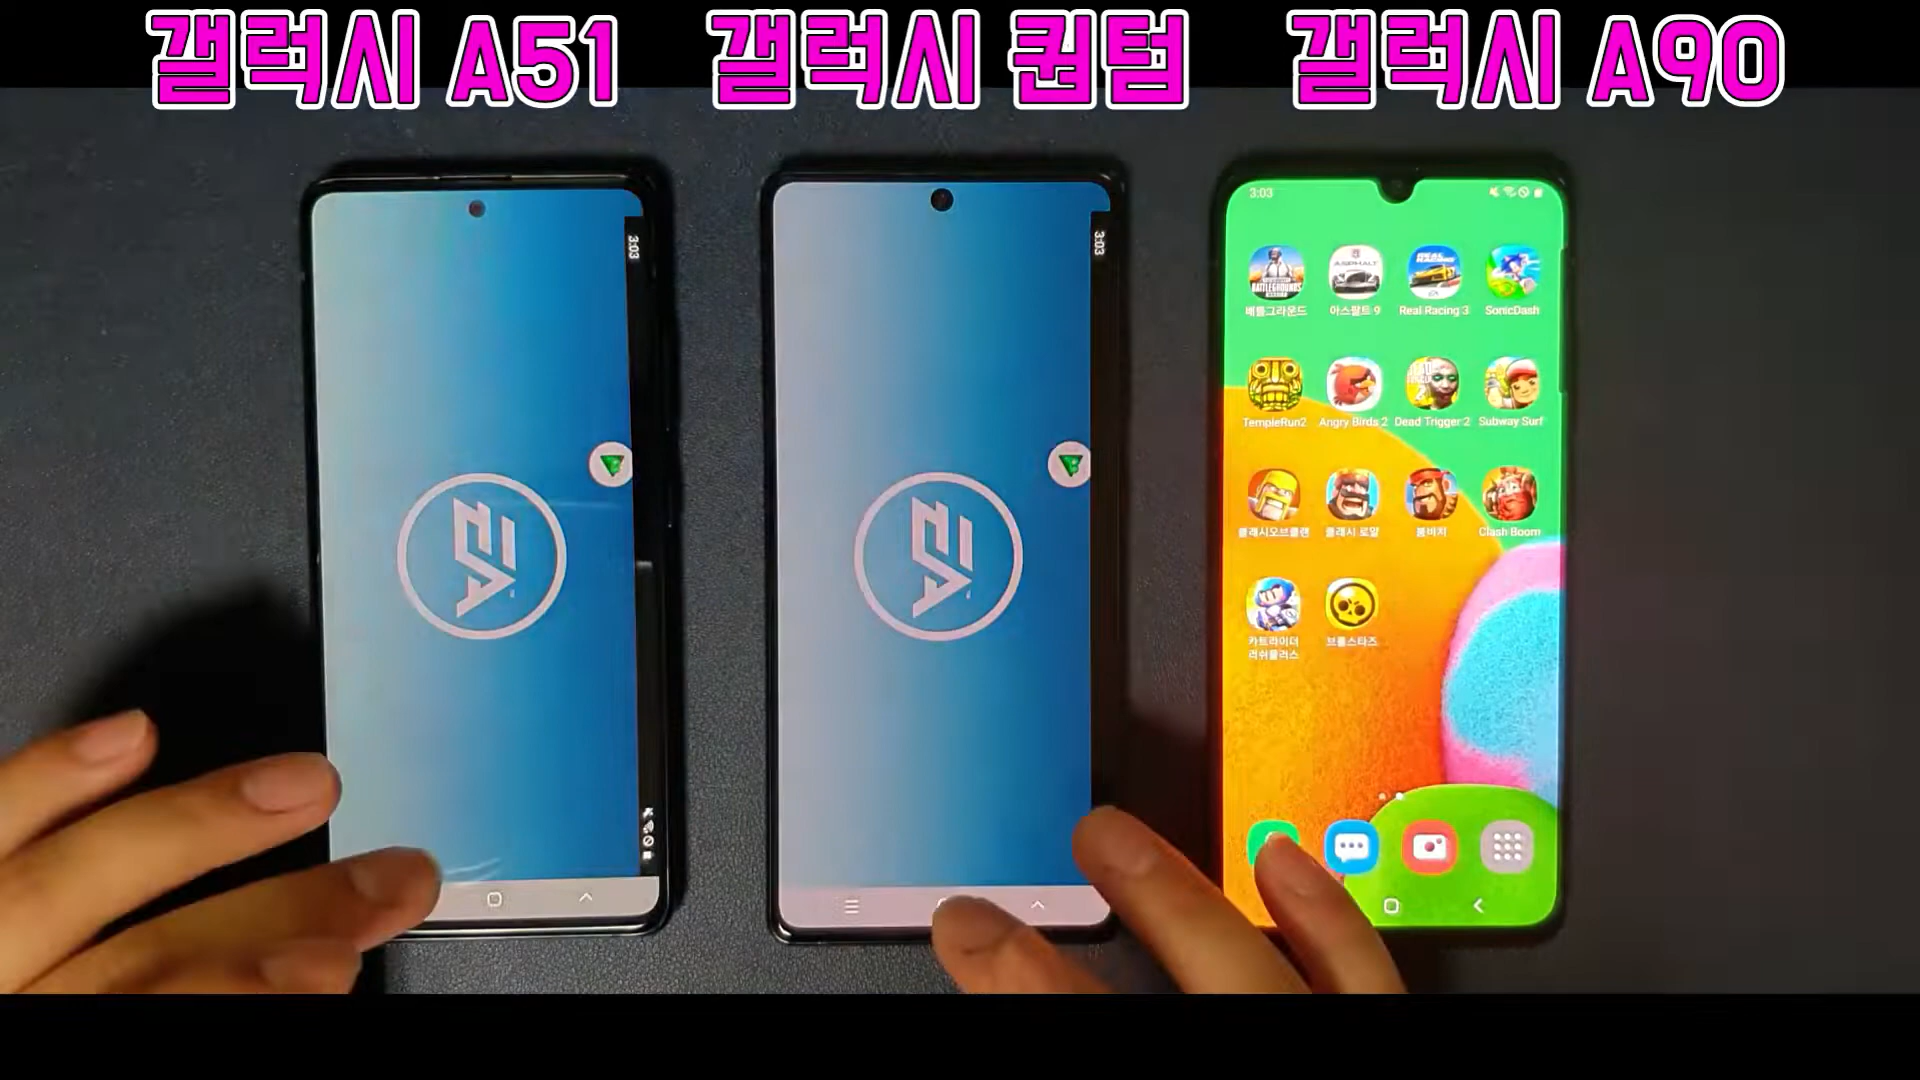 갤럭시 A51 갤럭시 퀀텀 갤럭시 A90
3:03
EA
3:03
EA
3:03
배틀그라운드 아스팔트 9 Real Racing 3 SonicDash
TempleRun2 Angry Birds 2 Dead Trigger 2 Subway Surf
클래시오브클랜 클래시 로얄 붐비치 Clash Boom
카트라이더 브롤스타즈
러쉬플러스